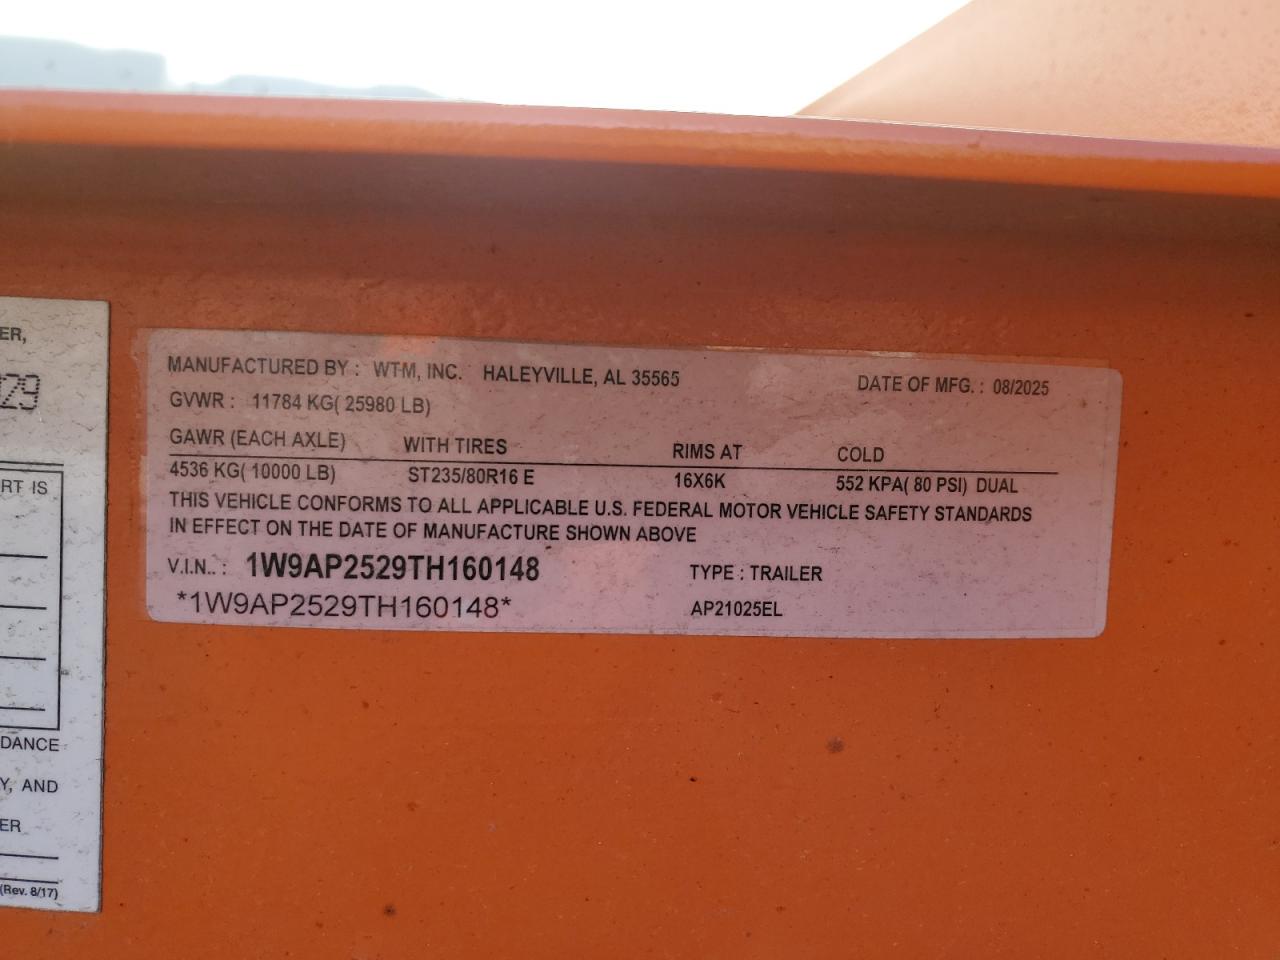 ER,
29
RT IS
DANCE
Y, AND
ER
(Rev. 8/17)
MANUFACTURED BY : WTM, INC. HALEYVILLE, AL 35565 DATE OF MFG. : 08/2025
GVWR : 11784 KG( 25980 LB)
GAWR (EACH AXLE) WITH TIRES RIMS AT COLD
4536 KG( 10000 LB) ST235/80R16 E 16X6K 552 KPA( 80 PSI) DUAL
THIS VEHICLE CONFORMS TO ALL APPLICABLE U.S. FEDERAL MOTOR VEHICLE SAFETY STANDARDS
IN EFFECT ON THE DATE OF MANUFACTURE SHOWN ABOVE
V.I.N.. : 1W9AP2529TH160148 TYPE : TRAILER
*1W9AP2529TH160148* AP21025EL